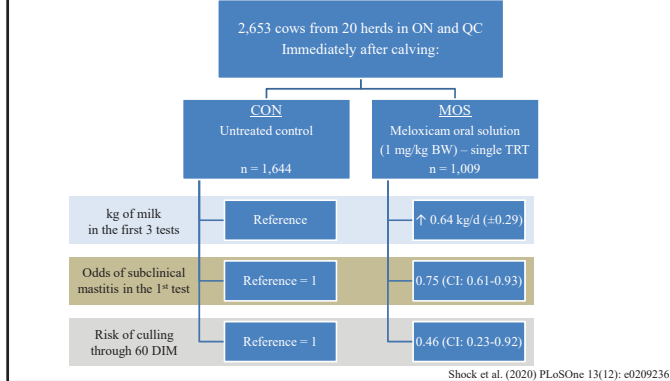 2,653 cows from 20 herds in ON and QC
Immediately after calving:
CON
Untreated control
n = 1,644
MOS
Meloxicam oral solution
(1 mg/kg BW) – single TRT
n = 1,009
kg of milk
in the first 3 tests
Reference
↑ 0.64 kg/d (±0.29)
Odds of subclinical
mastitis in the 1st test
Reference = 1
0.75 (CI: 0.61-0.93)
Risk of culling
through 60 DIM
Reference = 1
0.46 (CI: 0.23-0.92)
Shock et al. (2020) PLoSOne 13(12): e0209236